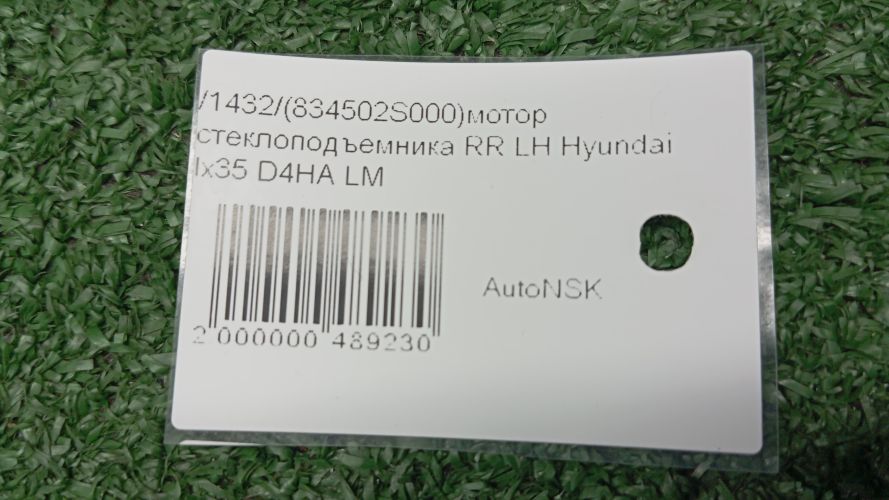 /1432/(834502S000)мотор
стеклоподъемника RR LH Hyundai
Ix35 D4HA LM
AutoNSK
2 000000 489230